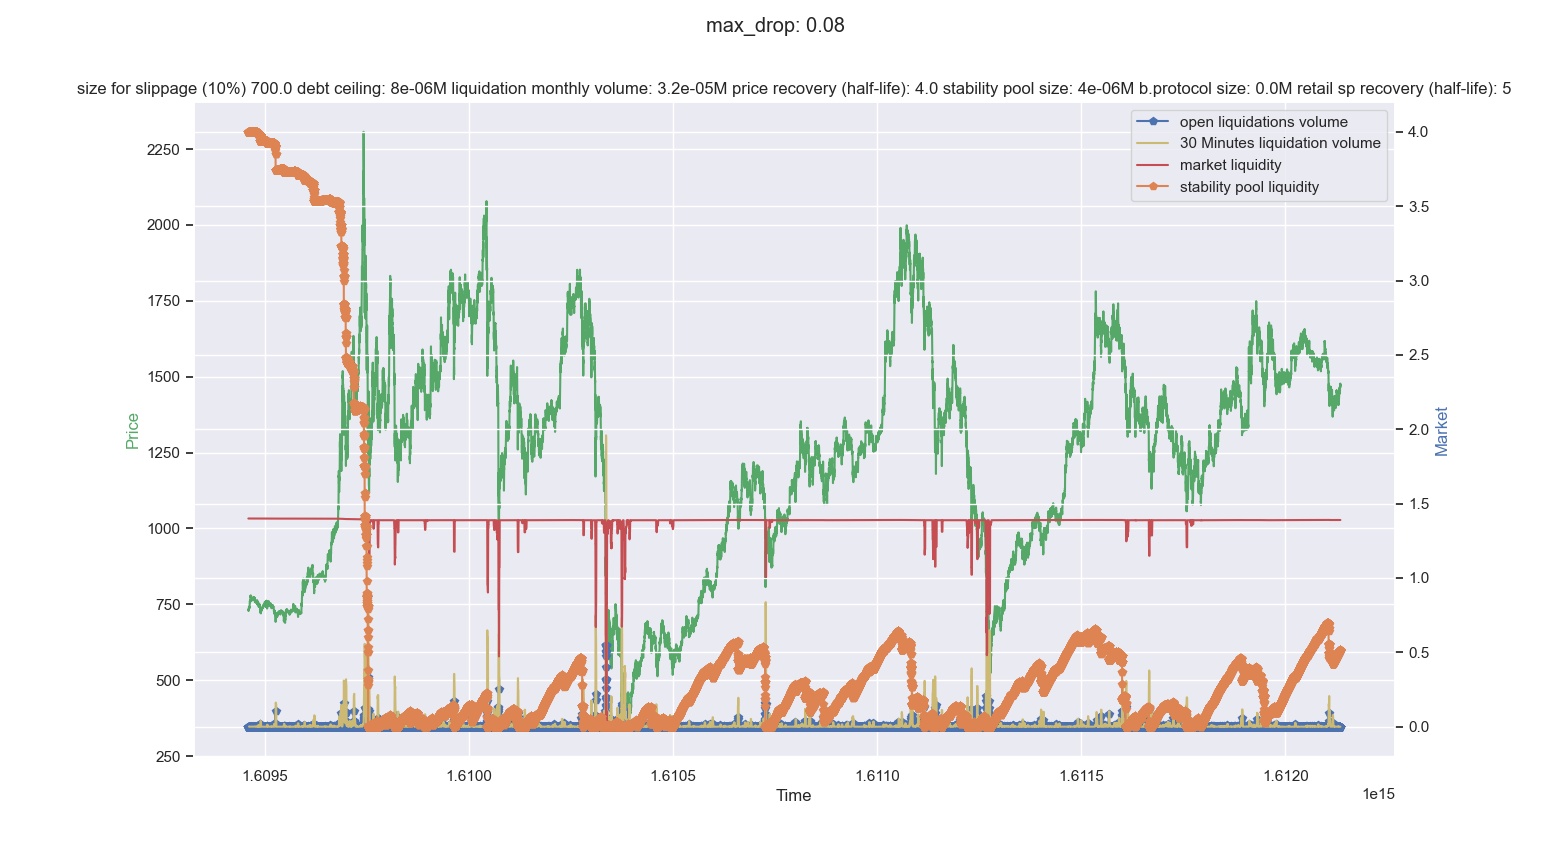 max_drop: 0.08
size for slippage (10%) 700.0 debt ceiling: 8e-06M liquidation monthly volume: 3.2e-05M price recovery (half-life): 4.0 stability pool size: 4e-06M b.protocol size: 0.0M retail sp recovery (half-life): 5
open liquidations volume
30 Minutes liquidation volume
market liquidity
stability pool liquidity
2250
2000
1750
1500
1250
1000
750
500
250
Price
4.0
3.5
3.0
2.5
2.0
1.5
1.0
0.5
0.0
Market
1.6095
1.6100
1.6105
1.6110
1.6115
1.6120
1e15
Time